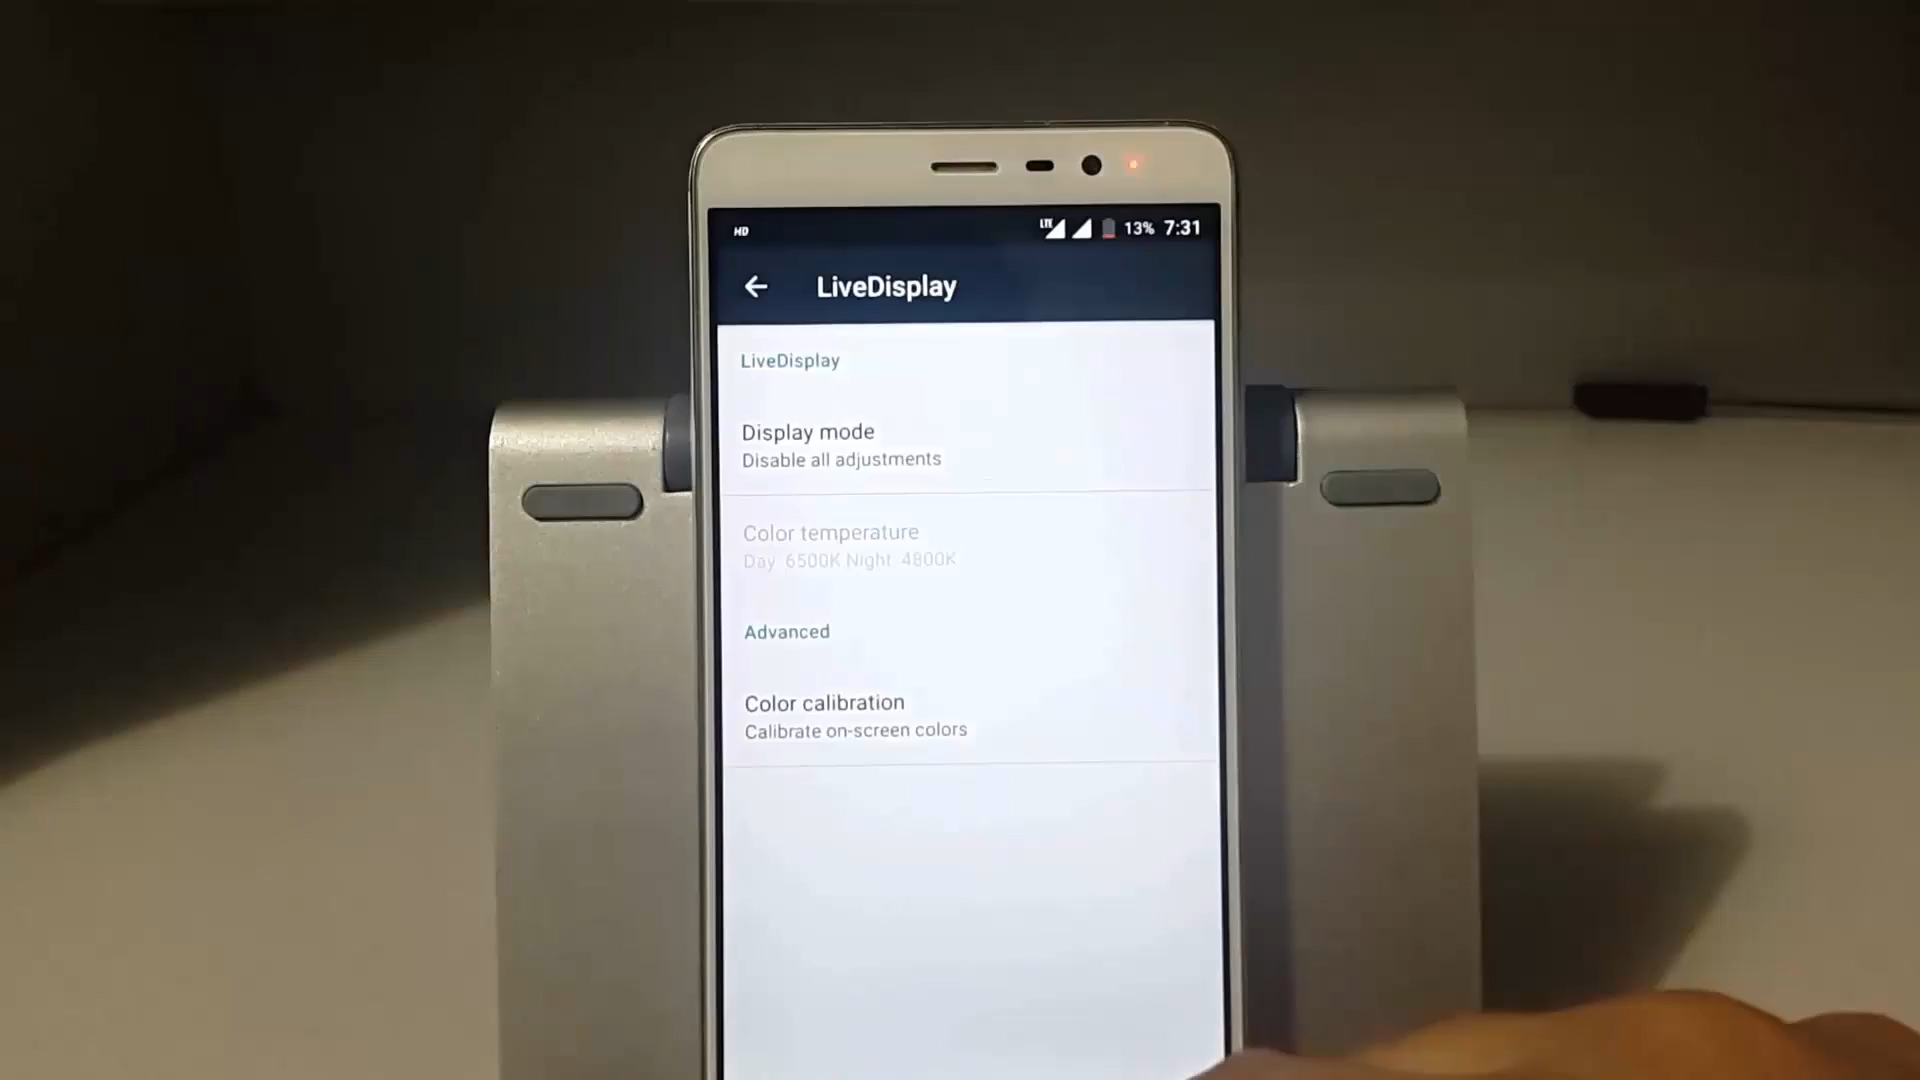 HD LTE 13% 7:31
LiveDisplay
LiveDisplay
Display mode
Disable all adjustments
Color temperature
Day 6500K Night 4800K
Advanced
Color calibration
Calibrate on-screen colors